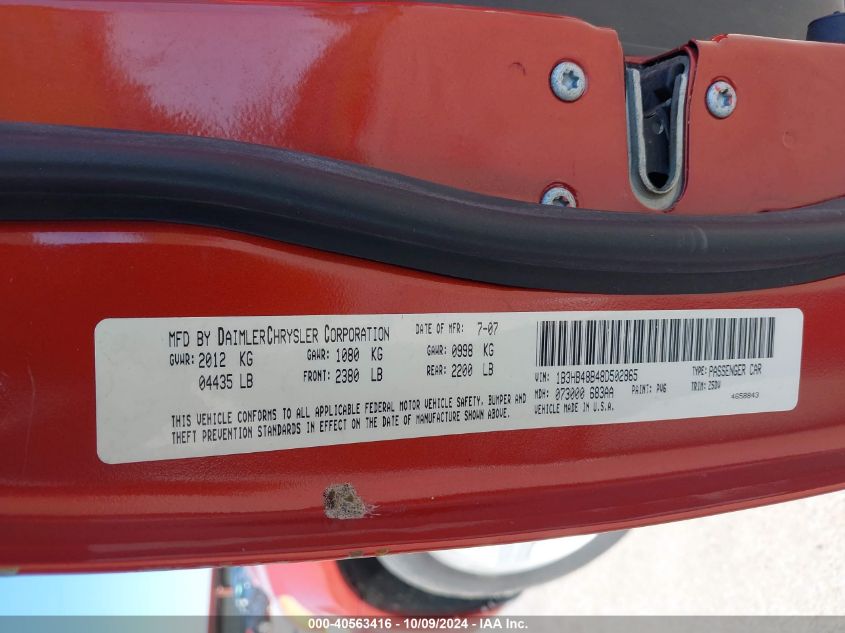 MFD BY DAIMLERCHRYSLER CORPORATION DATE OF MFR: 7-07
GVWR: 2012 KG GAWR: 1080 KG GAWR: 0998 KG
04435 LB FRONT: 2380 LB REAR: 2200 LB
THIS VEHICLE CONFORMS TO ALL APPLICABLE FEDERAL MOTOR VEHICLE SAFETY, BUMPER AND
THEFT PREVENTION STANDARDS IN EFFECT ON THE DATE OF MANUFACTURE SHOWN ABOVE.
VIN: 1B3HB48B48D502865 TYPE: PASSENGER CAR
MDH: 073000 683AA PAINT: PV6 TRIM: ZSDV
VEHICLE MADE IN U.S.A. 4658843
000-40563416 - 10/09/2024 - IAA Inc.